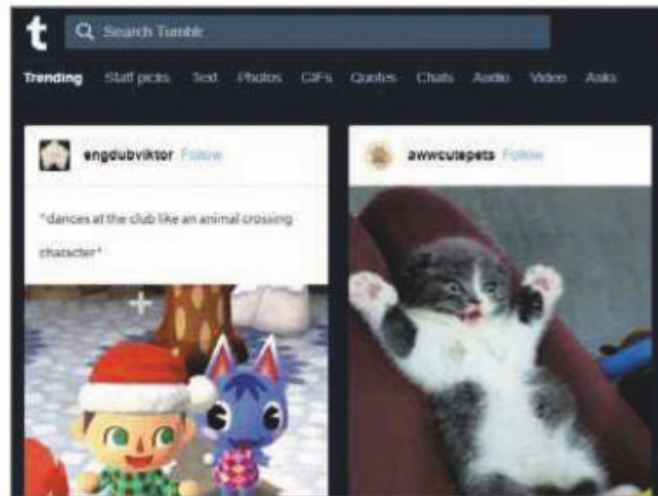 t
Search Tumblr
Trending Staff picks Text Photos GIFs Quotes Chats Audio Video Asks
engdubviktor Follow
*dances at the club like an animal crossing
character*
awwcutepets Follow